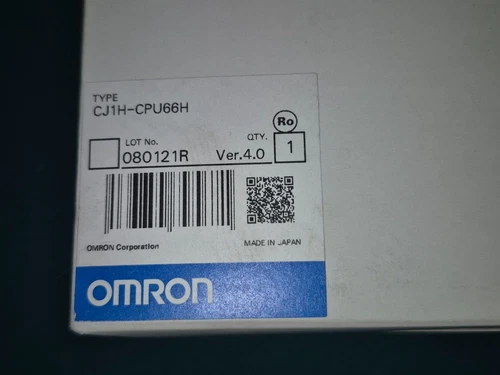 TYPE
CJ1H-CPU66H
Ro
LOT No.
QTY.
080121R
Ver.4.0
1
OMRON Corporation
MADE IN JAPAN
OMRON